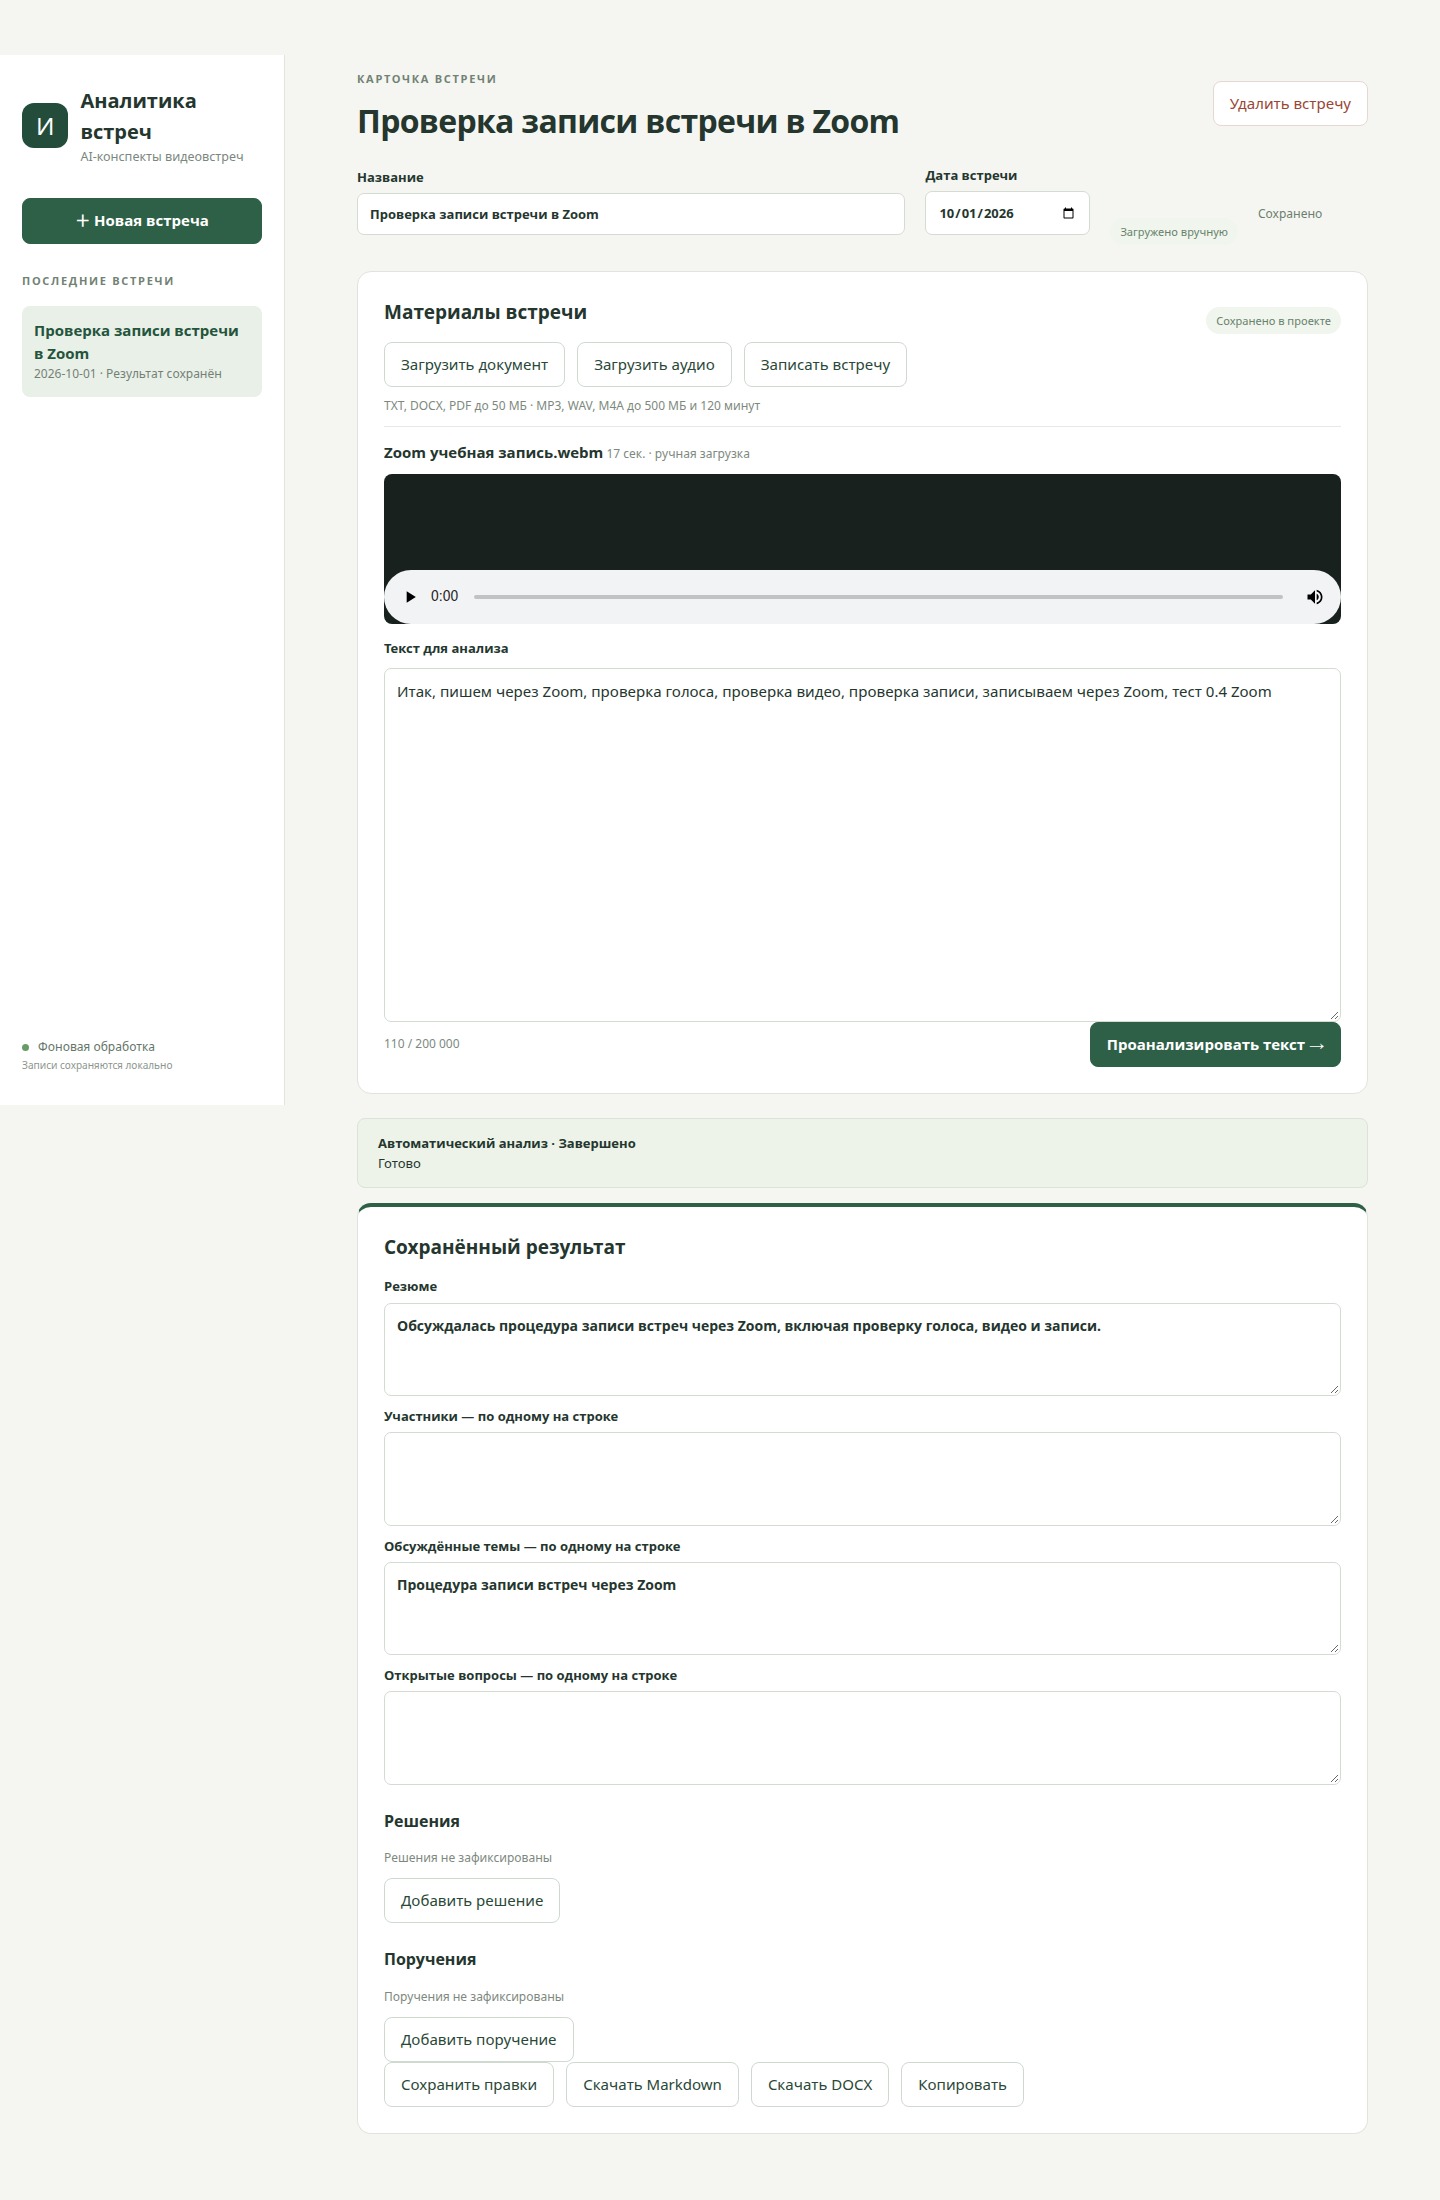 И
Аналитика
встреч
AI-конспекты видеовстреч
+ Новая встреча
ПОСЛЕДНИЕ ВСТРЕЧИ
Проверка записи встречи
в Zoom
2026-10-01 · Результат сохранён
Фоновая обработка
Записи сохраняются локально
КАРТОЧКА ВСТРЕЧИ
Проверка записи встречи в Zoom
Удалить встречу
Название
Проверка записи встречи в Zoom
Дата встречи
10/01/2026
Загружено вручную
Сохранено
Материалы встречи
Сохранено в проекте
Загрузить документ
Загрузить аудио
Записать встречу
TXT, DOCX, PDF до 50 МБ · MP3, WAV, M4A до 500 МБ и 120 минут
Zoom учебная запись.webm 17 сек. · ручная загрузка
0:00
Текст для анализа
Итак, пишем через Zoom, проверка голоса, проверка видео, проверка записи, записываем через Zoom, тест 0.4 Zoom
110 / 200 000
Проанализировать текст →
Автоматический анализ · Завершено
Готово
Сохранённый результат
Резюме
Обсуждалась процедура записи встреч через Zoom, включая проверку голоса, видео и записи.
Участники — по одному на строке
Обсуждённые темы — по одному на строке
Процедура записи встреч через Zoom
Открытые вопросы — по одному на строке
Решения
Решения не зафиксированы
Добавить решение
Поручения
Поручения не зафиксированы
Добавить поручение
Сохранить правки
Скачать Markdown
Скачать DOCX
Копировать